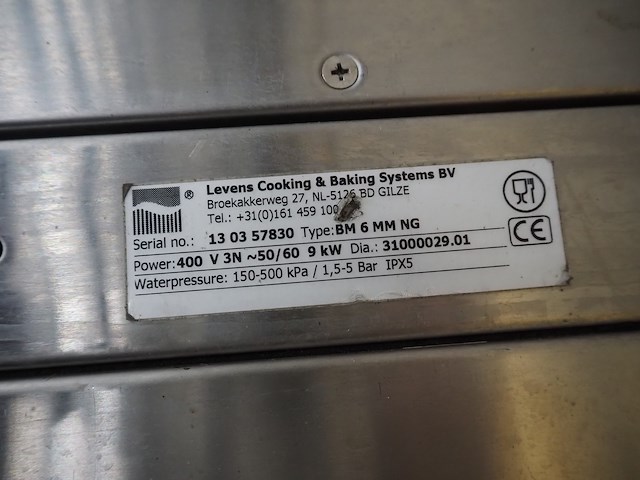 ®
Levens Cooking & Baking Systems BV
Broekakkerweg 27, NL-5126 BD GILZE
Tel.: +31(0)161 459 100
Serial no.: 13 03 57830 Type: BM 6 MM NG
Power: 400 V 3N ~50/60 9 kW Dia.: 31000029.01
Waterpressure: 150-500 kPa / 1,5-5 Bar IPX5
CE